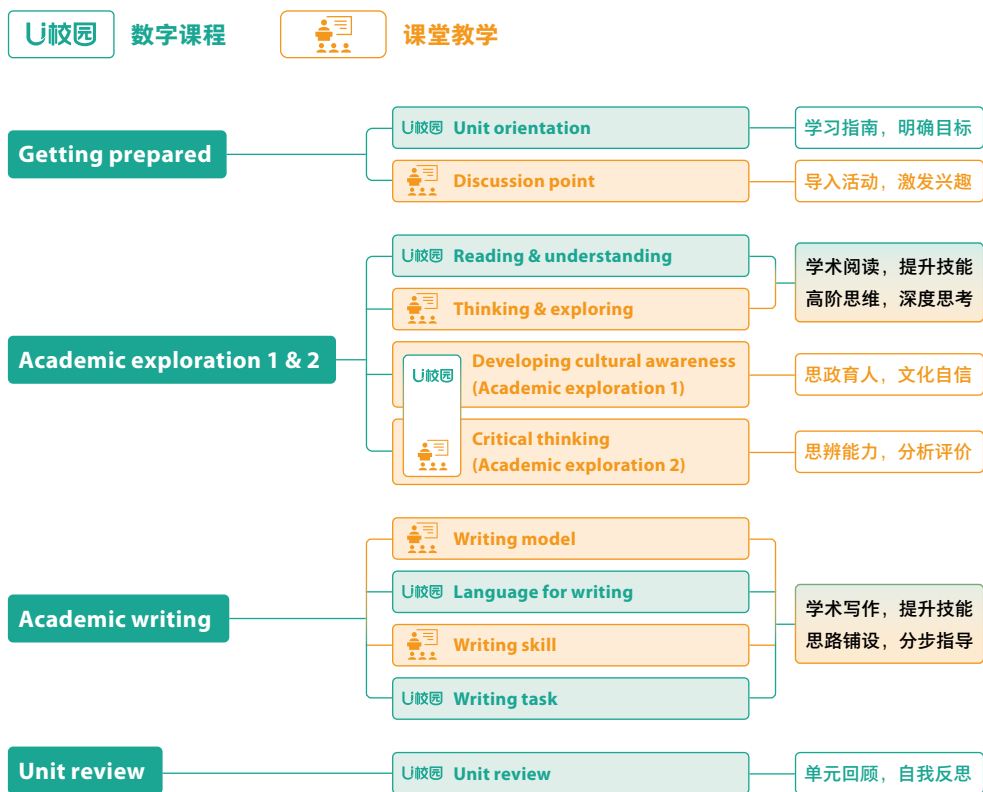 U校园 数字课程
课堂教学
Getting prepared
U校园 Unit orientation
学习指南，明确目标
Discussion point
导入活动，激发兴趣
Academic exploration 1 & 2
U校园 Reading & understanding
Thinking & exploring
学术阅读，提升技能
高阶思维，深度思考
U校园
Developing cultural awareness
(Academic exploration 1)
思政育人，文化自信
Critical thinking
(Academic exploration 2)
思辨能力，分析评价
Academic writing
Writing model
U校园 Language for writing
Writing skill
U校园 Writing task
学术写作，提升技能
思路铺设，分步指导
Unit review
U校园 Unit review
单元回顾，自我反思